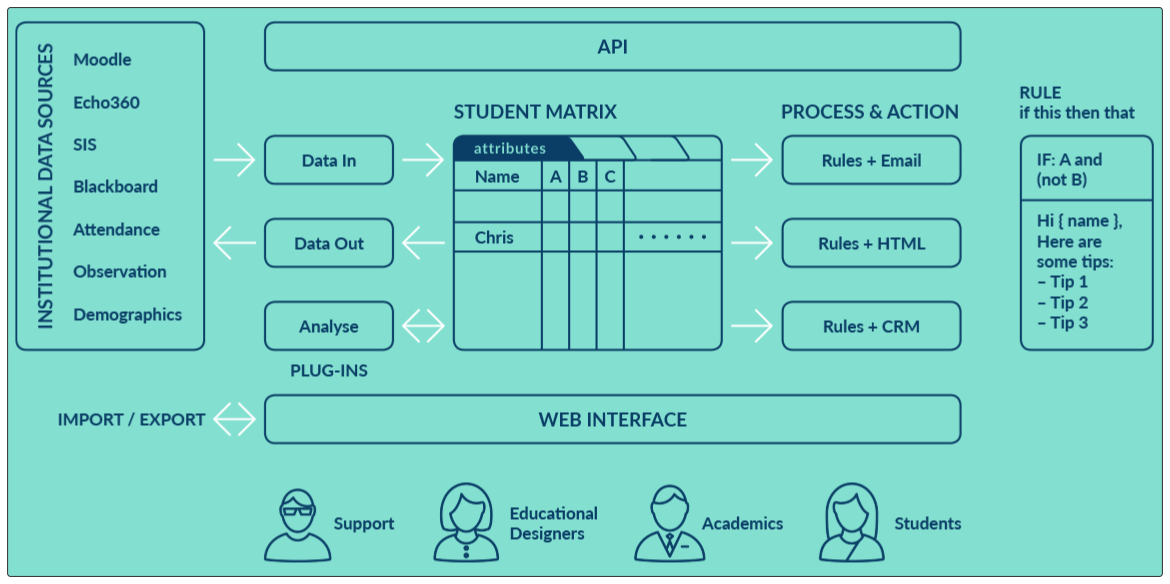 INSTITUTIONAL DATA SOURCES
Moodle
Echo360
SIS
Blackboard
Attendance
Observation
Demographics
API
Data In
Data Out
Analyse
PLUG-INS
STUDENT MATRIX
attributes
Name A B C
Chris ......
PROCESS & ACTION
Rules + Email
Rules + HTML
Rules + CRM
RULE
if this then that
IF: A and
(not B)
Hi { name },
Here are
some tips:
– Tip 1
– Tip 2
– Tip 3
IMPORT / EXPORT
WEB INTERFACE
Support
Educational
Designers
Academics
Students